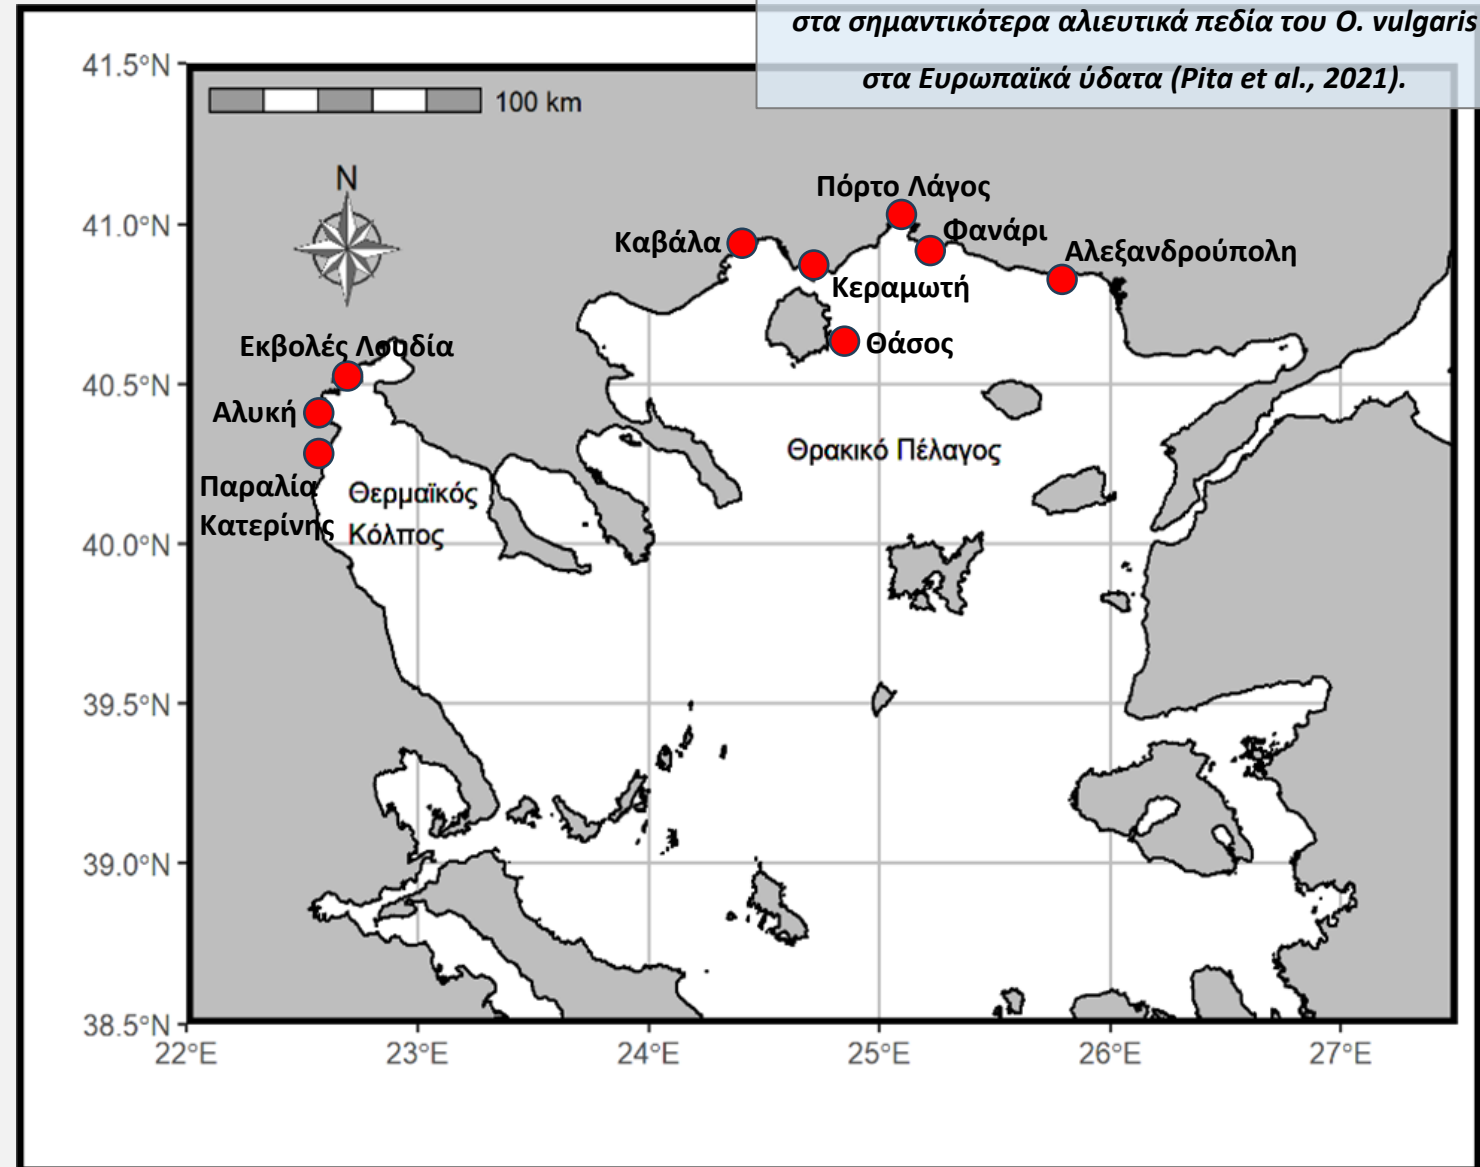 στα σημαντικότερα αλιευτικά πεδία του O. vulgaris
στα Ευρωπαϊκά ύδατα (Pita et al., 2021).
41.5°N
100 km
N
Πόρτο Λάγος
41.0°N
Καβάλα
Φανάρι
Αλεξανδρούπολη
Κεραμωτή
Εκβολές Λουδία
Θάσος
40.5°N
Αλυκή
Θρακικό Πέλαγος
Παραλία
Κατερίνης
Θερμαϊκός
Κόλπος
40.0°N
39.5°N
39.0°N
38.5°N
22°E
23°E
24°E
25°E
26°E
27°E